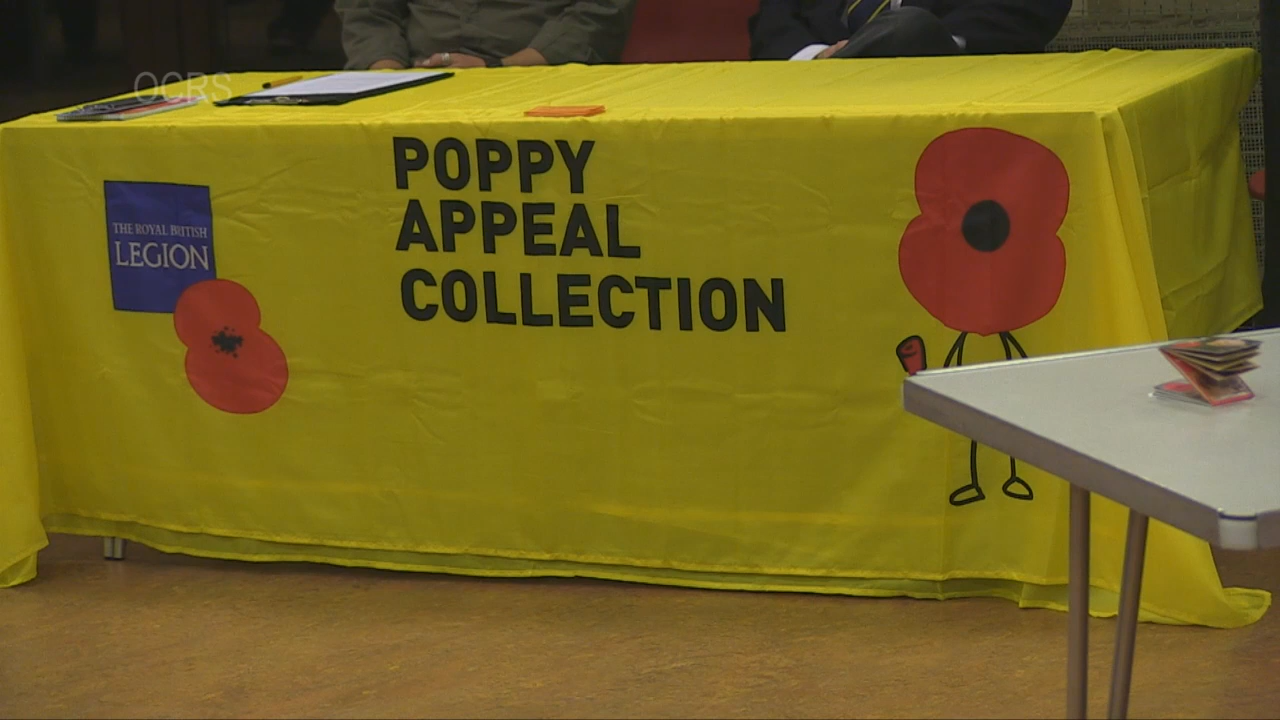 OCRS
POPPY
APPEAL
COLLECTION
THE ROYAL BRITISH
LEGION